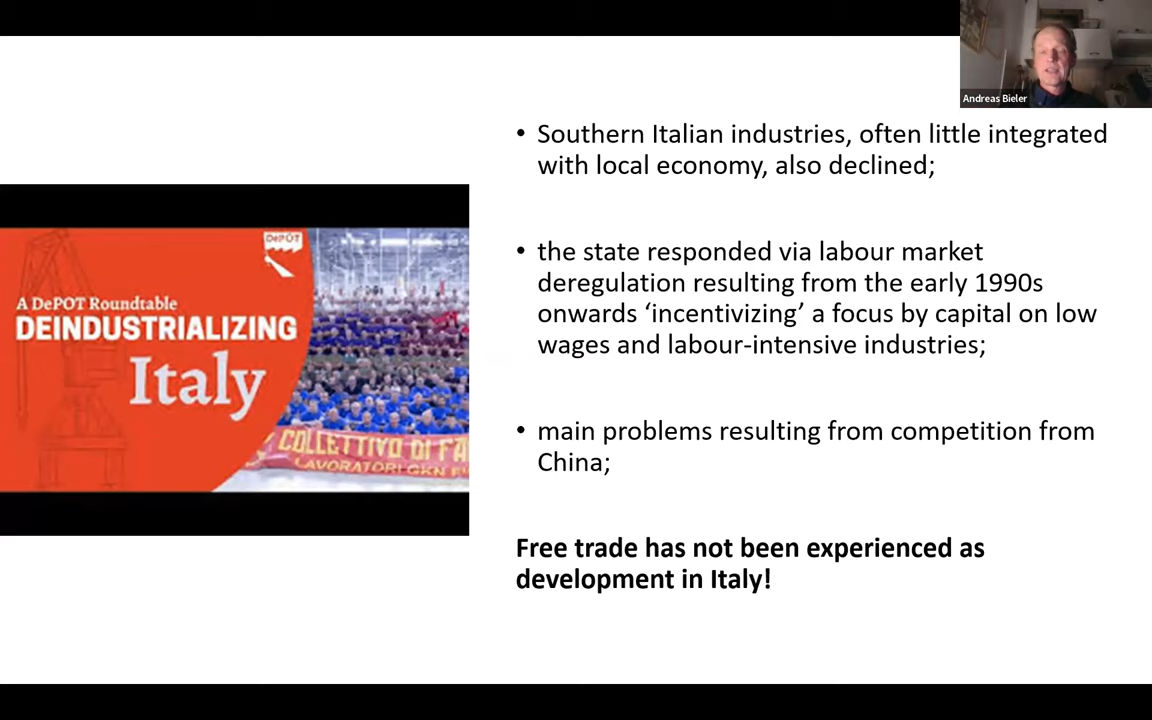 Andreas Bieler
• Southern Italian industries, often little integrated
with local economy, also declined;
• the state responded via labour market
deregulation resulting from the early 1990s
onwards ‘incentivizing’ a focus by capital on low
wages and labour-intensive industries;
• main problems resulting from competition from
China;
Free trade has not been experienced as
development in Italy!
DePOT
A DePOT Roundtable
DEINDUSTRIALIZING
Italy
COLLETTIVO DI FA
LAVORATORI GKN